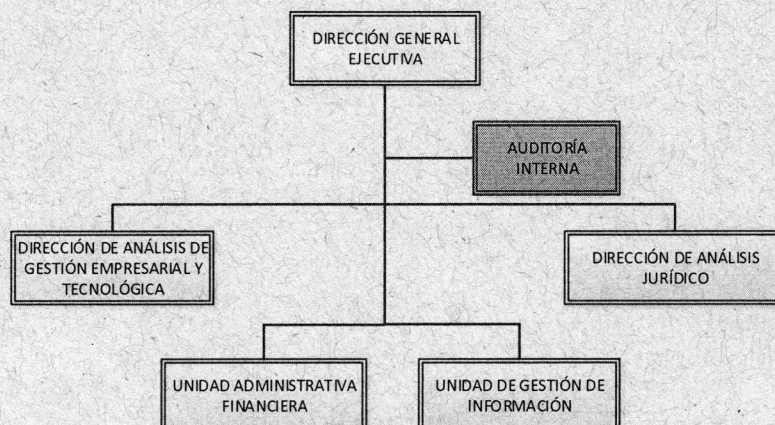 DIRECCIÓN GENERAL
EJECUTIVA
AUDITORÍA
INTERNA
DIRECCIÓN DE ANÁLISIS DE
GESTIÓN EMPRESARIAL Y
TECNOLÓGICA
DIRECCIÓN DE ANÁLISIS
JURÍDICO
UNIDAD ADMINISTRATIVA
FINANCIERA
UNIDAD DE GESTIÓN DE
INFORMACIÓN